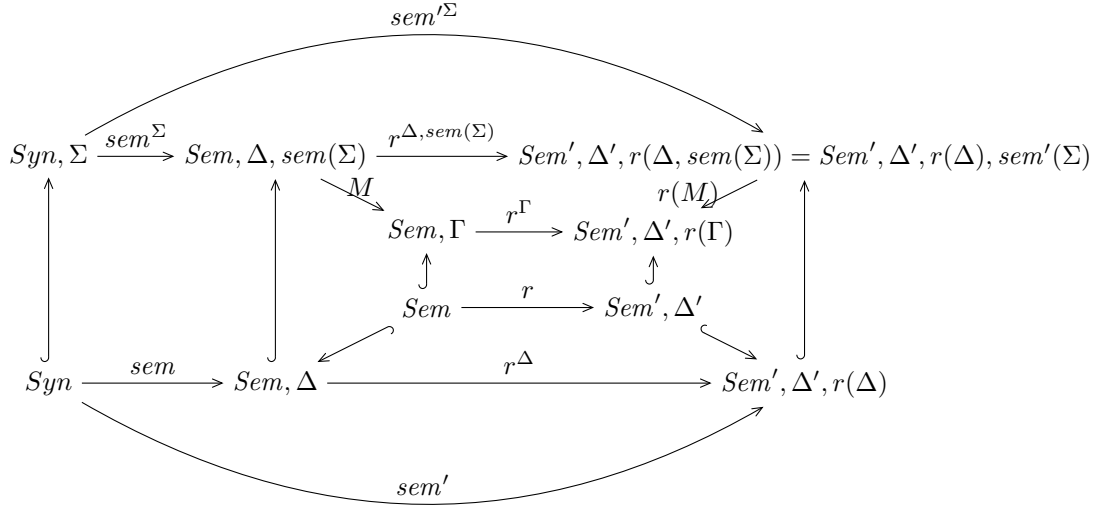 sem′^Σ
sem^Σ r^{Δ,sem(Σ)}
Syn, Σ Sem, Δ, sem(Σ) Sem′, Δ′, r(Δ, sem(Σ)) = Sem′, Δ′, r(Δ), sem′(Σ)
M r(M)
r^Γ
Sem, Γ Sem′, Δ′, r(Γ)
r
Sem Sem′, Δ′
sem r^Δ
Syn Sem, Δ Sem′, Δ′, r(Δ)
sem′